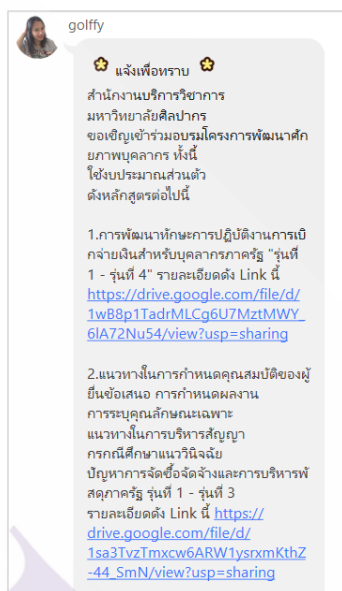 golffy
แจ้งเพื่อทราบ
สำนักงานบริการวิชาการ
มหาวิทยาลัยศิลปากร
ขอเชิญเข้าร่วมอบรมโครงการพัฒนาศัก
ยภาพบุคลากร ทั้งนี้
ใช้งบประมาณส่วนตัว
ดังหลักสูตรต่อไปนี้
1.การพัฒนาทักษะการปฏิบัติงานการเบิ
กจ่ายเงินสำหรับบุคลากรภาครัฐ "รุ่นที่
1 - รุ่นที่ 4" รายละเอียดดัง Link นี้
https://drive.google.com/file/d/
1wB8p1TadrMLCg6U7MztMWY_
6lA72Nu54/view?usp=sharing
2.แนวทางในการกำหนดคุณสมบัติของผู้
ยื่นข้อเสนอ การกำหนดผลงาน
การระบุคุณลักษณะเฉพาะ
แนวทางในการบริหารสัญญา
กรกณีศึกษาแนววินิจฉัย
ปัญหาการจัดซื้อจัดจ้างและการบริหารพั
สดุภาครัฐ รุ่นที่ 1 - รุ่นที่ 3
รายละเอียดดัง Link นี้ https://
drive.google.com/file/d/
1sa3TvzTmxcw6ARW1ysrxmKthZ
-44_SmN/view?usp=sharing